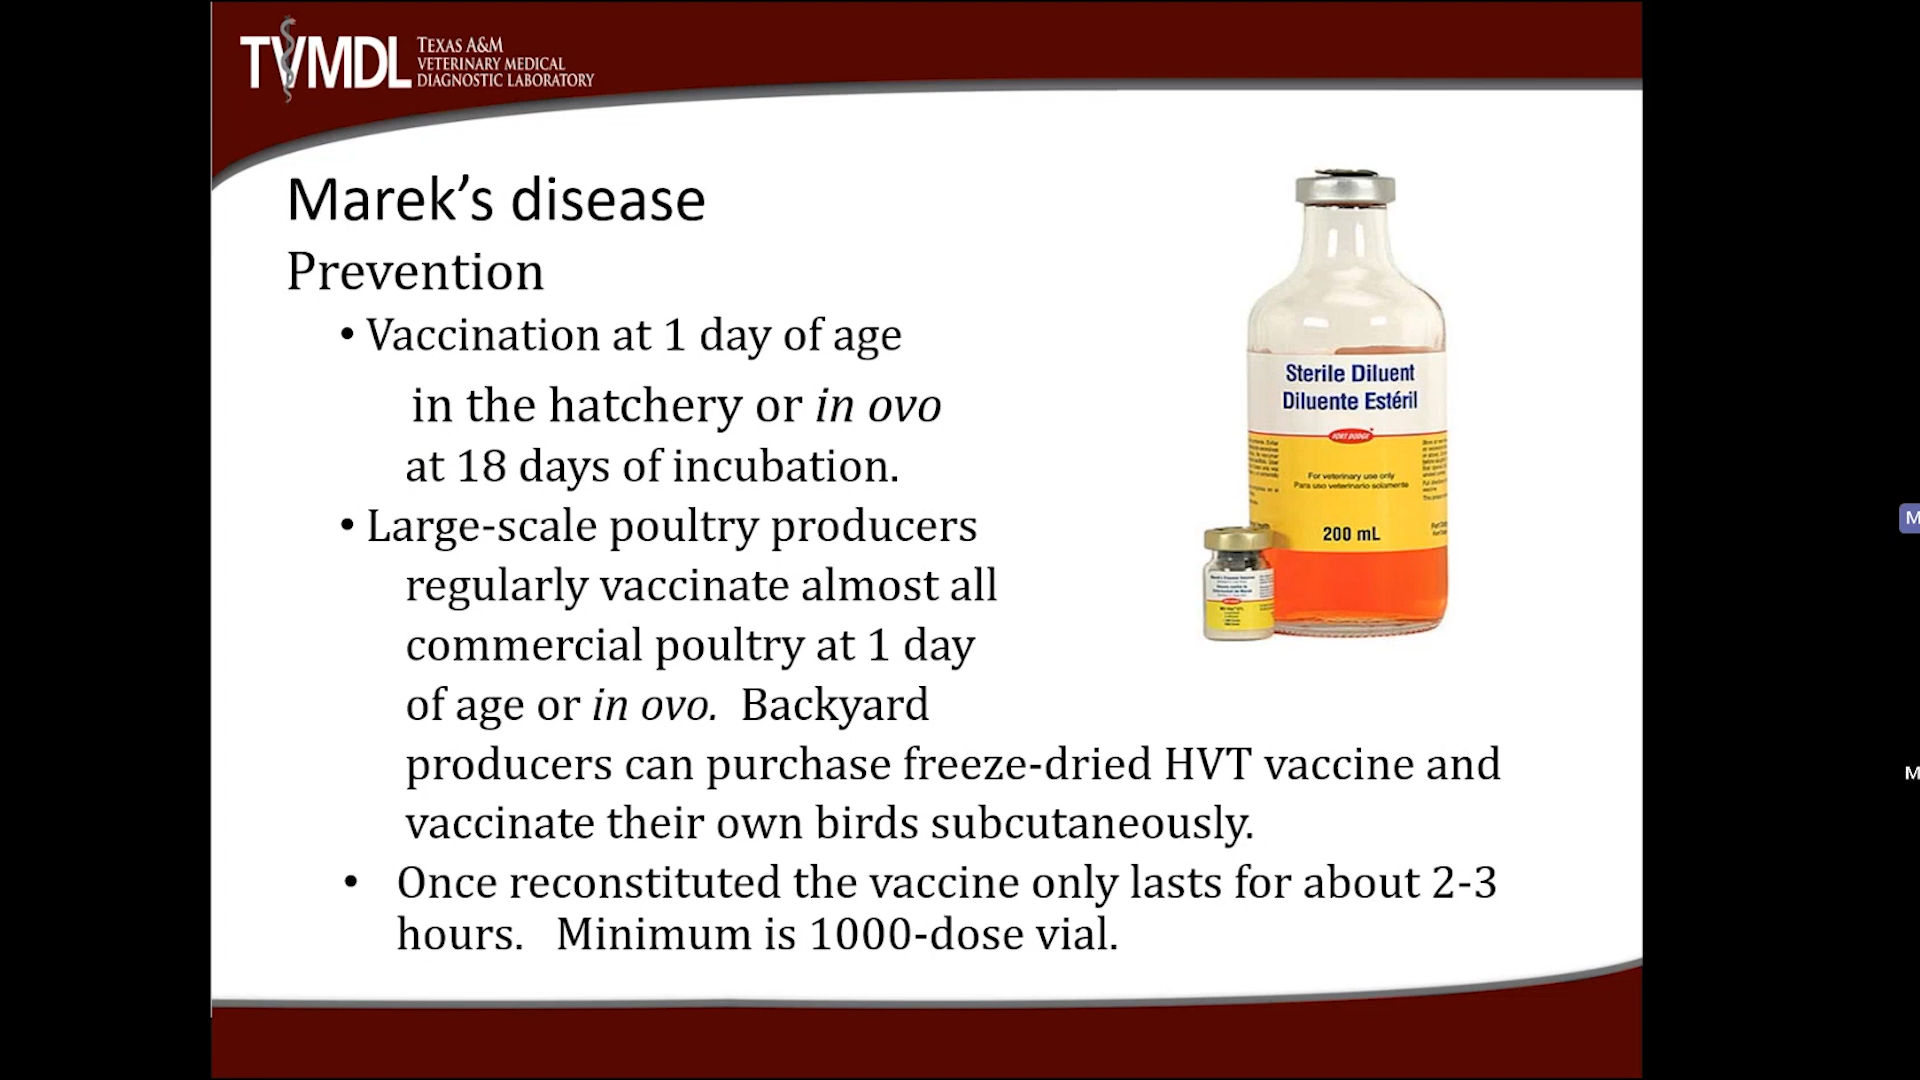 TVMDL
TEXAS A&M
VETERINARY MEDICAL
DIAGNOSTIC LABORATORY
Marek's disease
Prevention
• Vaccination at 1 day of age
in the hatchery or in ovo
at 18 days of incubation.
• Large-scale poultry producers
regularly vaccinate almost all
commercial poultry at 1 day
of age or in ovo. Backyard
producers can purchase freeze-dried HVT vaccine and
vaccinate their own birds subcutaneously.
• Once reconstituted the vaccine only lasts for about 2-3
hours. Minimum is 1000-dose vial.
Sterile Diluent
Diluente Estéril
FORT DODGE
For veterinary use only
Para uso veterinario solamente
200 mL
M
M